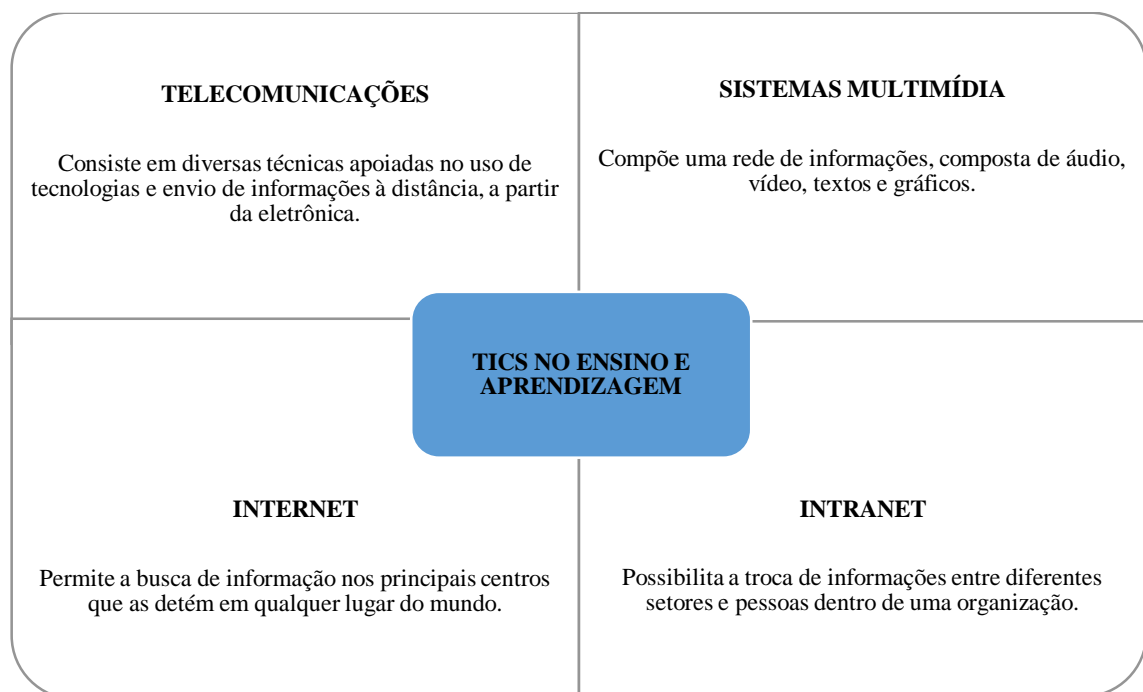 TELECOMUNICAÇÕES
Consiste em diversas técnicas apoiadas no uso de
tecnologias e envio de informações à distância, a partir
da eletrônica.
SISTEMAS MULTIMÍDIA
Compõe uma rede de informações, composta de áudio,
vídeo, textos e gráficos.
TICS NO ENSINO E
APRENDIZAGEM
INTERNET
Permite a busca de informação nos principais centros
que as detém em qualquer lugar do mundo.
INTRANET
Possibilita a troca de informações entre diferentes
setores e pessoas dentro de uma organização.